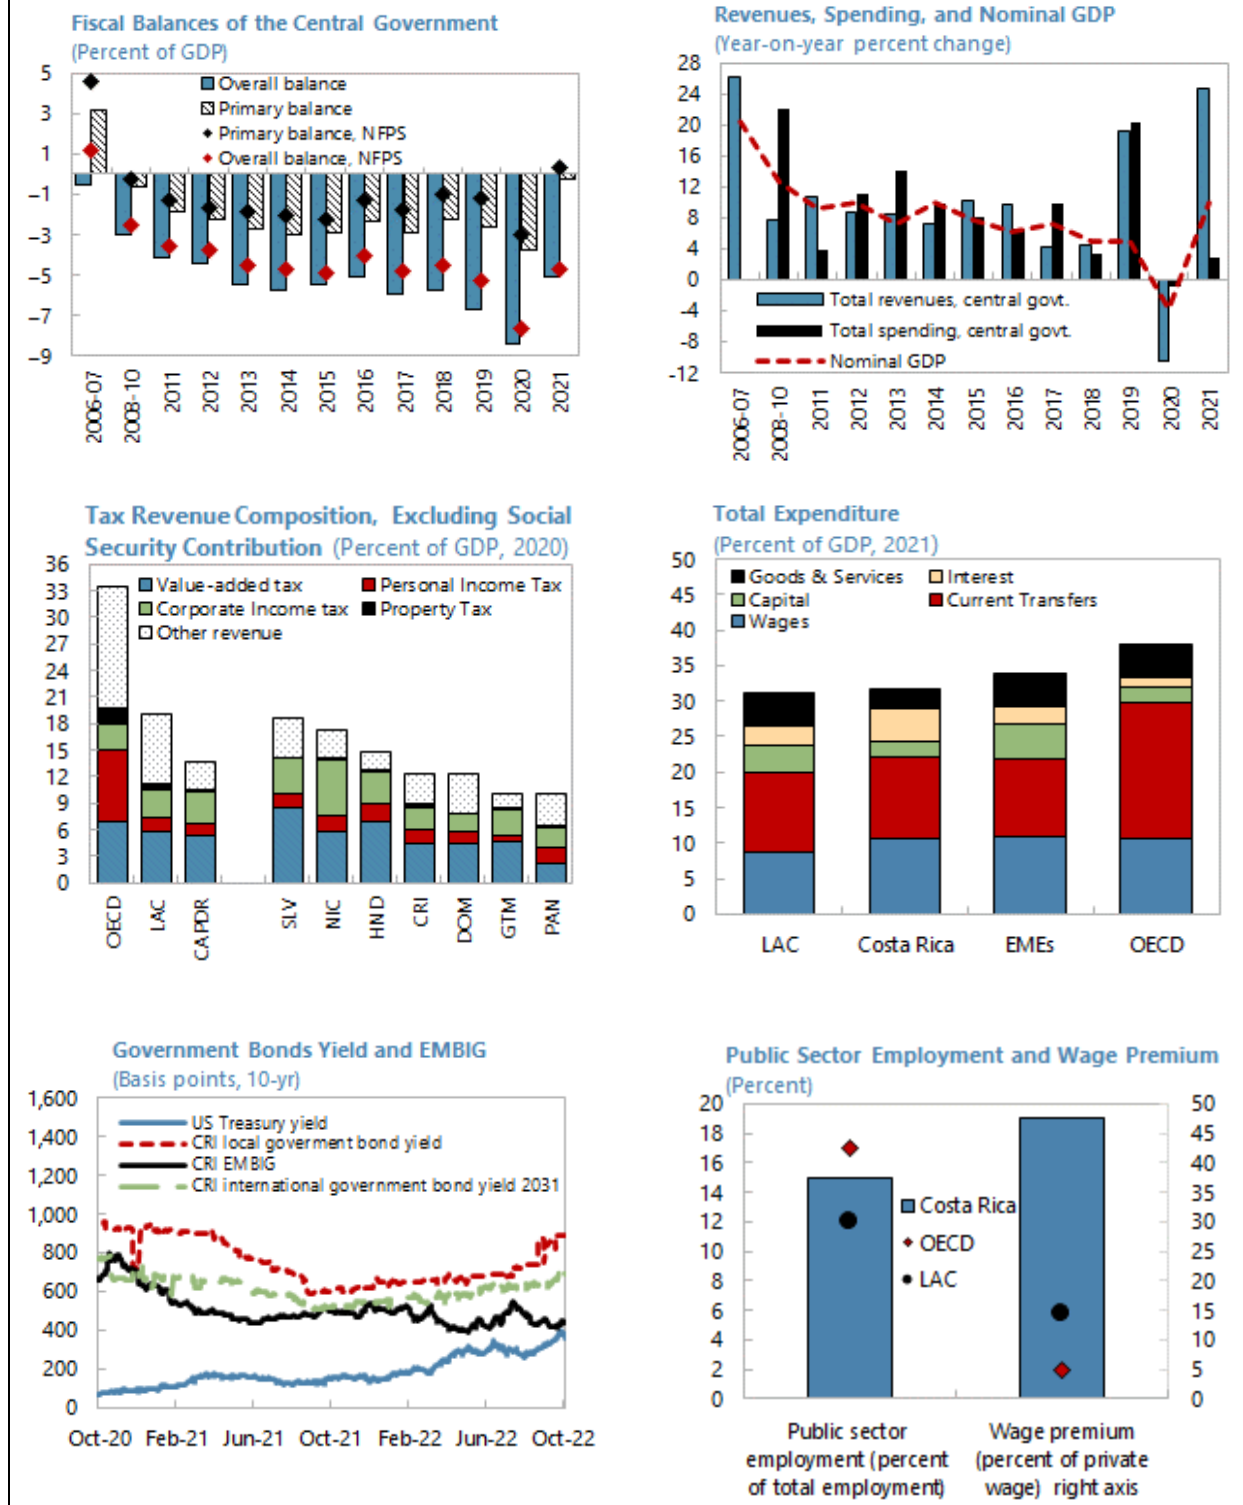 Fiscal Balances of the Central Government
(Percent of GDP)
5
3
1
−1
−3
−5
−7
−9
Overall balance
Primary balance
Primary balance, NFPS
Overall balance, NFPS
2006-07
2008-10
2011
2012
2013
2014
2015
2016
2017
2018
2019
2020
2021
Revenues, Spending, and Nominal GDP
(Year-on-year percent change)
28
24
20
16
12
8
4
0
-4
-8
-12
Total revenues, central govt.
Total spending, central govt.
Nominal GDP
2006-07
2008-10
2011
2012
2013
2014
2015
2016
2017
2018
2019
2020
2021
Tax Revenue Composition, Excluding Social
Security Contribution (Percent of GDP, 2020)
36
33
30
27
24
21
18
15
12
9
6
3
0
Value-added tax
Personal Income Tax
Corporate Income tax
Property Tax
Other revenue
OECD
LAC
CAPDR
SLV
NIC
HND
CRI
DOM
GTM
PAN
Total Expenditure
(Percent of GDP, 2021)
50
45
40
35
30
25
20
15
10
5
0
Goods & Services
Interest
Capital
Current Transfers
Wages
LAC
Costa Rica
EMEs
OECD
Government Bonds Yield and EMBIG
(Basis points, 10-yr)
1,600
1,400
1,200
1,000
800
600
400
200
0
US Treasury yield
CRI local goverment bond yield
CRI EMBIG
CRI international government bond yield 2031
Oct-20 Feb-21 Jun-21 Oct-21 Feb-22 Jun-22 Oct-22
Public Sector Employment and Wage Premium
(Percent)
20
18
16
14
12
10
8
6
4
2
0
50
45
40
35
30
25
20
15
10
5
0
Costa Rica
OECD
LAC
Public sector
employment (percent
of total employment)
Wage premium
(percent of private
wage) right axis